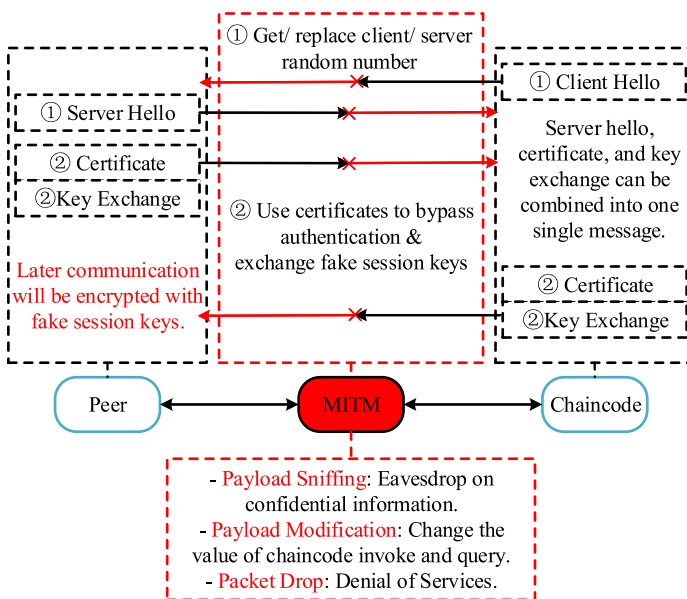 ① Get/ replace client/ server
random number
① Client Hello
① Server Hello
② Certificate
②Key Exchange
Server hello,
certificate, and key
exchange can be
combined into one
single message.
② Use certificates to bypass
authentication &
exchange fake session keys
Later communication
will be encrypted with
fake session keys.
② Certificate
②Key Exchange
Peer
MITM
Chaincode
- Payload Sniffing: Eavesdrop on
confidential information.
- Payload Modification: Change the
value of chaincode invoke and query.
- Packet Drop: Denial of Services.